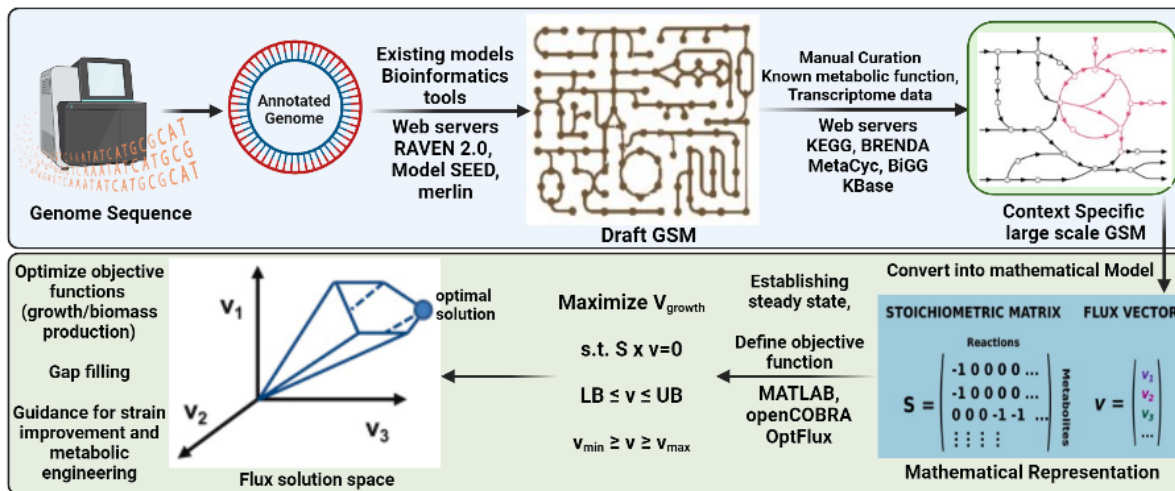 Genome Sequence
Annotated
Genome
Existing models
Bioinformatics
tools
Web servers
RAVEN 2.0,
Model SEED,
merlin
Draft GSM
Manual Curation
Known metabolic function,
Transcriptome data
Web servers
KEGG, BRENDA
MetaCyc, BiGG
KBase
Context Specific
large scale GSM
Convert into mathematical Model
STOICHIOMETRIC MATRIX FLUX VECTOR
Reactions
S = -1 0 0 0 0 ...
-1 0 0 0 0 ...
0 0 0 -1 -1 ...
⋮ ⋮ ⋮ ⋮
Metabolites
v = v1
v2
v3
...
Mathematical Representation
Establishing
steady state,
Define objective
function
MATLAB,
openCOBRA
OptFlux
Maximize Vgrowth
s.t. S x v=0
LB ≤ v ≤ UB
vmin ≥ v ≥ vmax
V1
V2
V3
optimal
solution
Flux solution space
Optimize objective
functions
(growth/biomass
production)
Gap filling
Guidance for strain
improvement and
metabolic
engineering